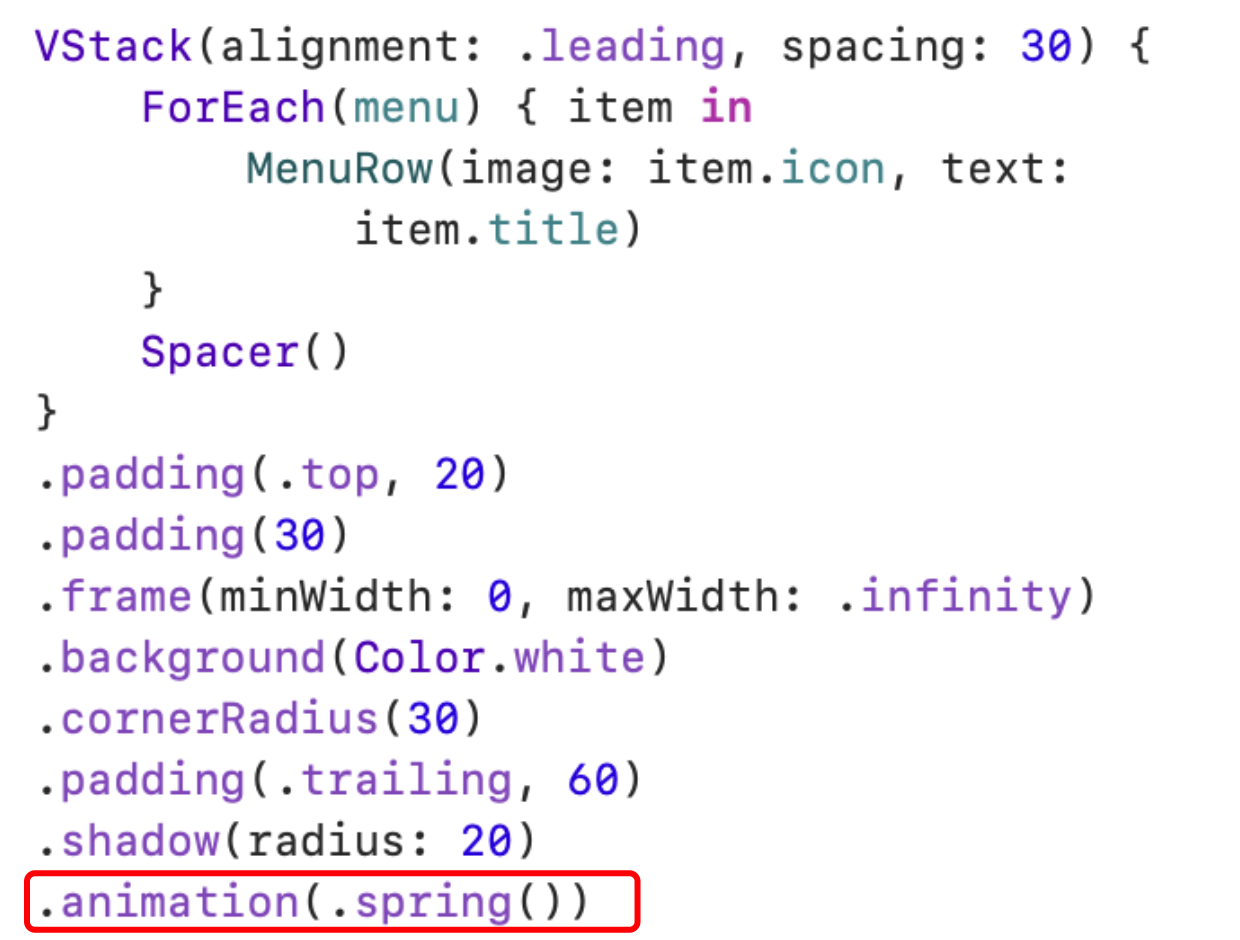 VStack(alignment: .leading, spacing: 30) {
    ForEach(menu) { item in
        MenuRow(image: item.icon, text:
            item.title)
    }
    Spacer()
}
.padding(.top, 20)
.padding(30)
.frame(minWidth: 0, maxWidth: .infinity)
.background(Color.white)
.cornerRadius(30)
.padding(.trailing, 60)
.shadow(radius: 20)
.animation(.spring())